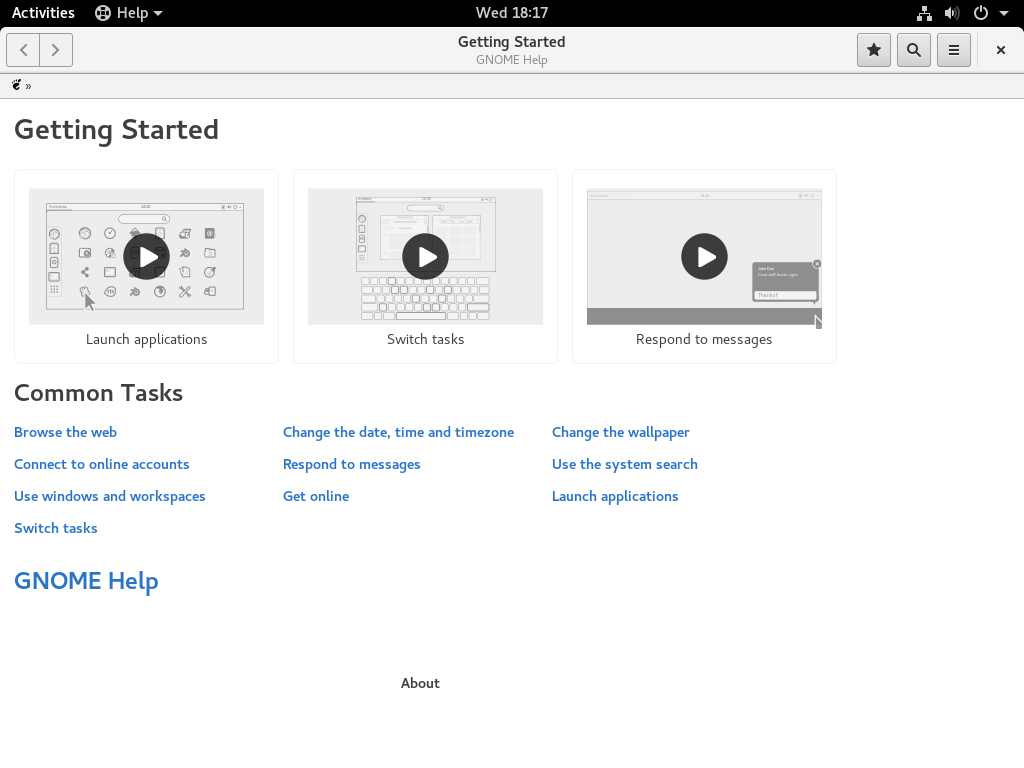 Activities Help Wed 18:17
Getting Started
GNOME Help
»
Getting Started
Launch applications Switch tasks Respond to messages
Common Tasks
Browse the web Change the date, time and timezone Change the wallpaper
Connect to online accounts Respond to messages Use the system search
Use windows and workspaces Get online Launch applications
Switch tasks
GNOME Help
About